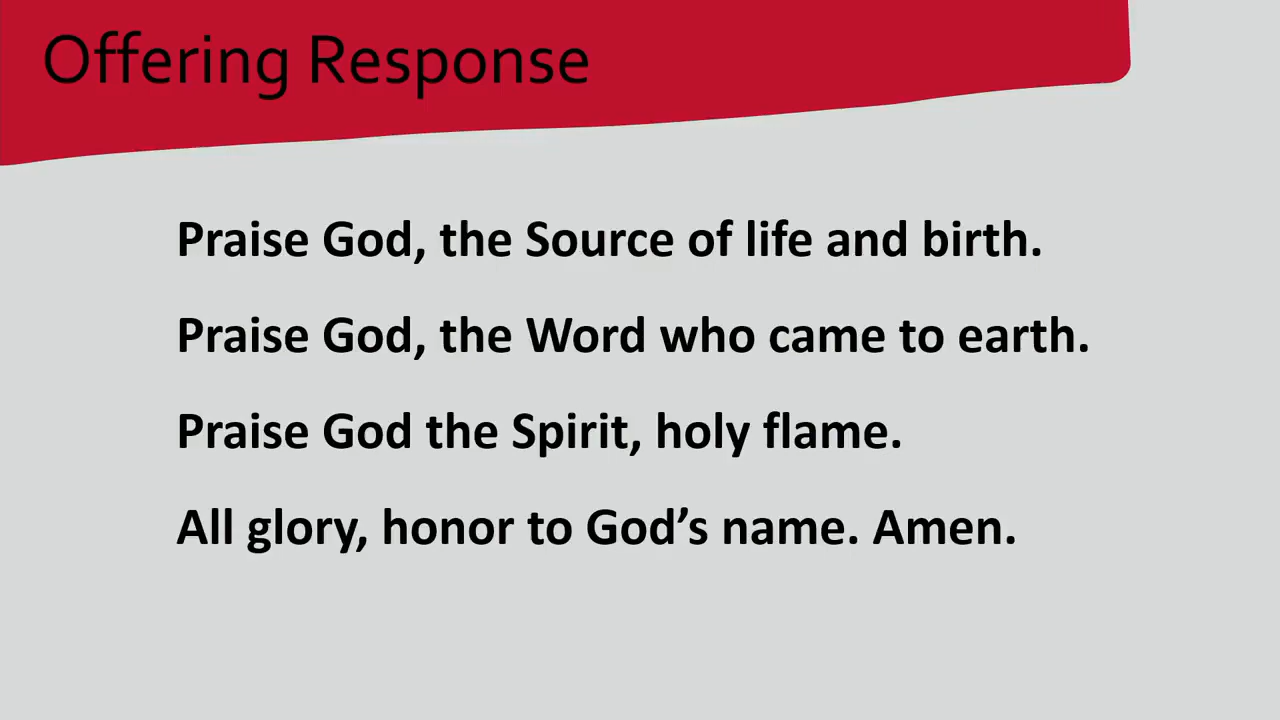 Offering Response
Praise God, the Source of life and birth.
Praise God, the Word who came to earth.
Praise God the Spirit, holy flame.
All glory, honor to God’s name. Amen.